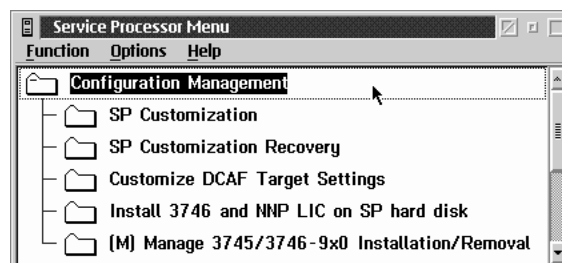 Service Processor Menu
Function Options Help
Configuration Management
SP Customization
SP Customization Recovery
Customize DCAF Target Settings
Install 3746 and NNP LIC on SP hard disk
(M) Manage 3745/3746-9x0 Installation/Removal